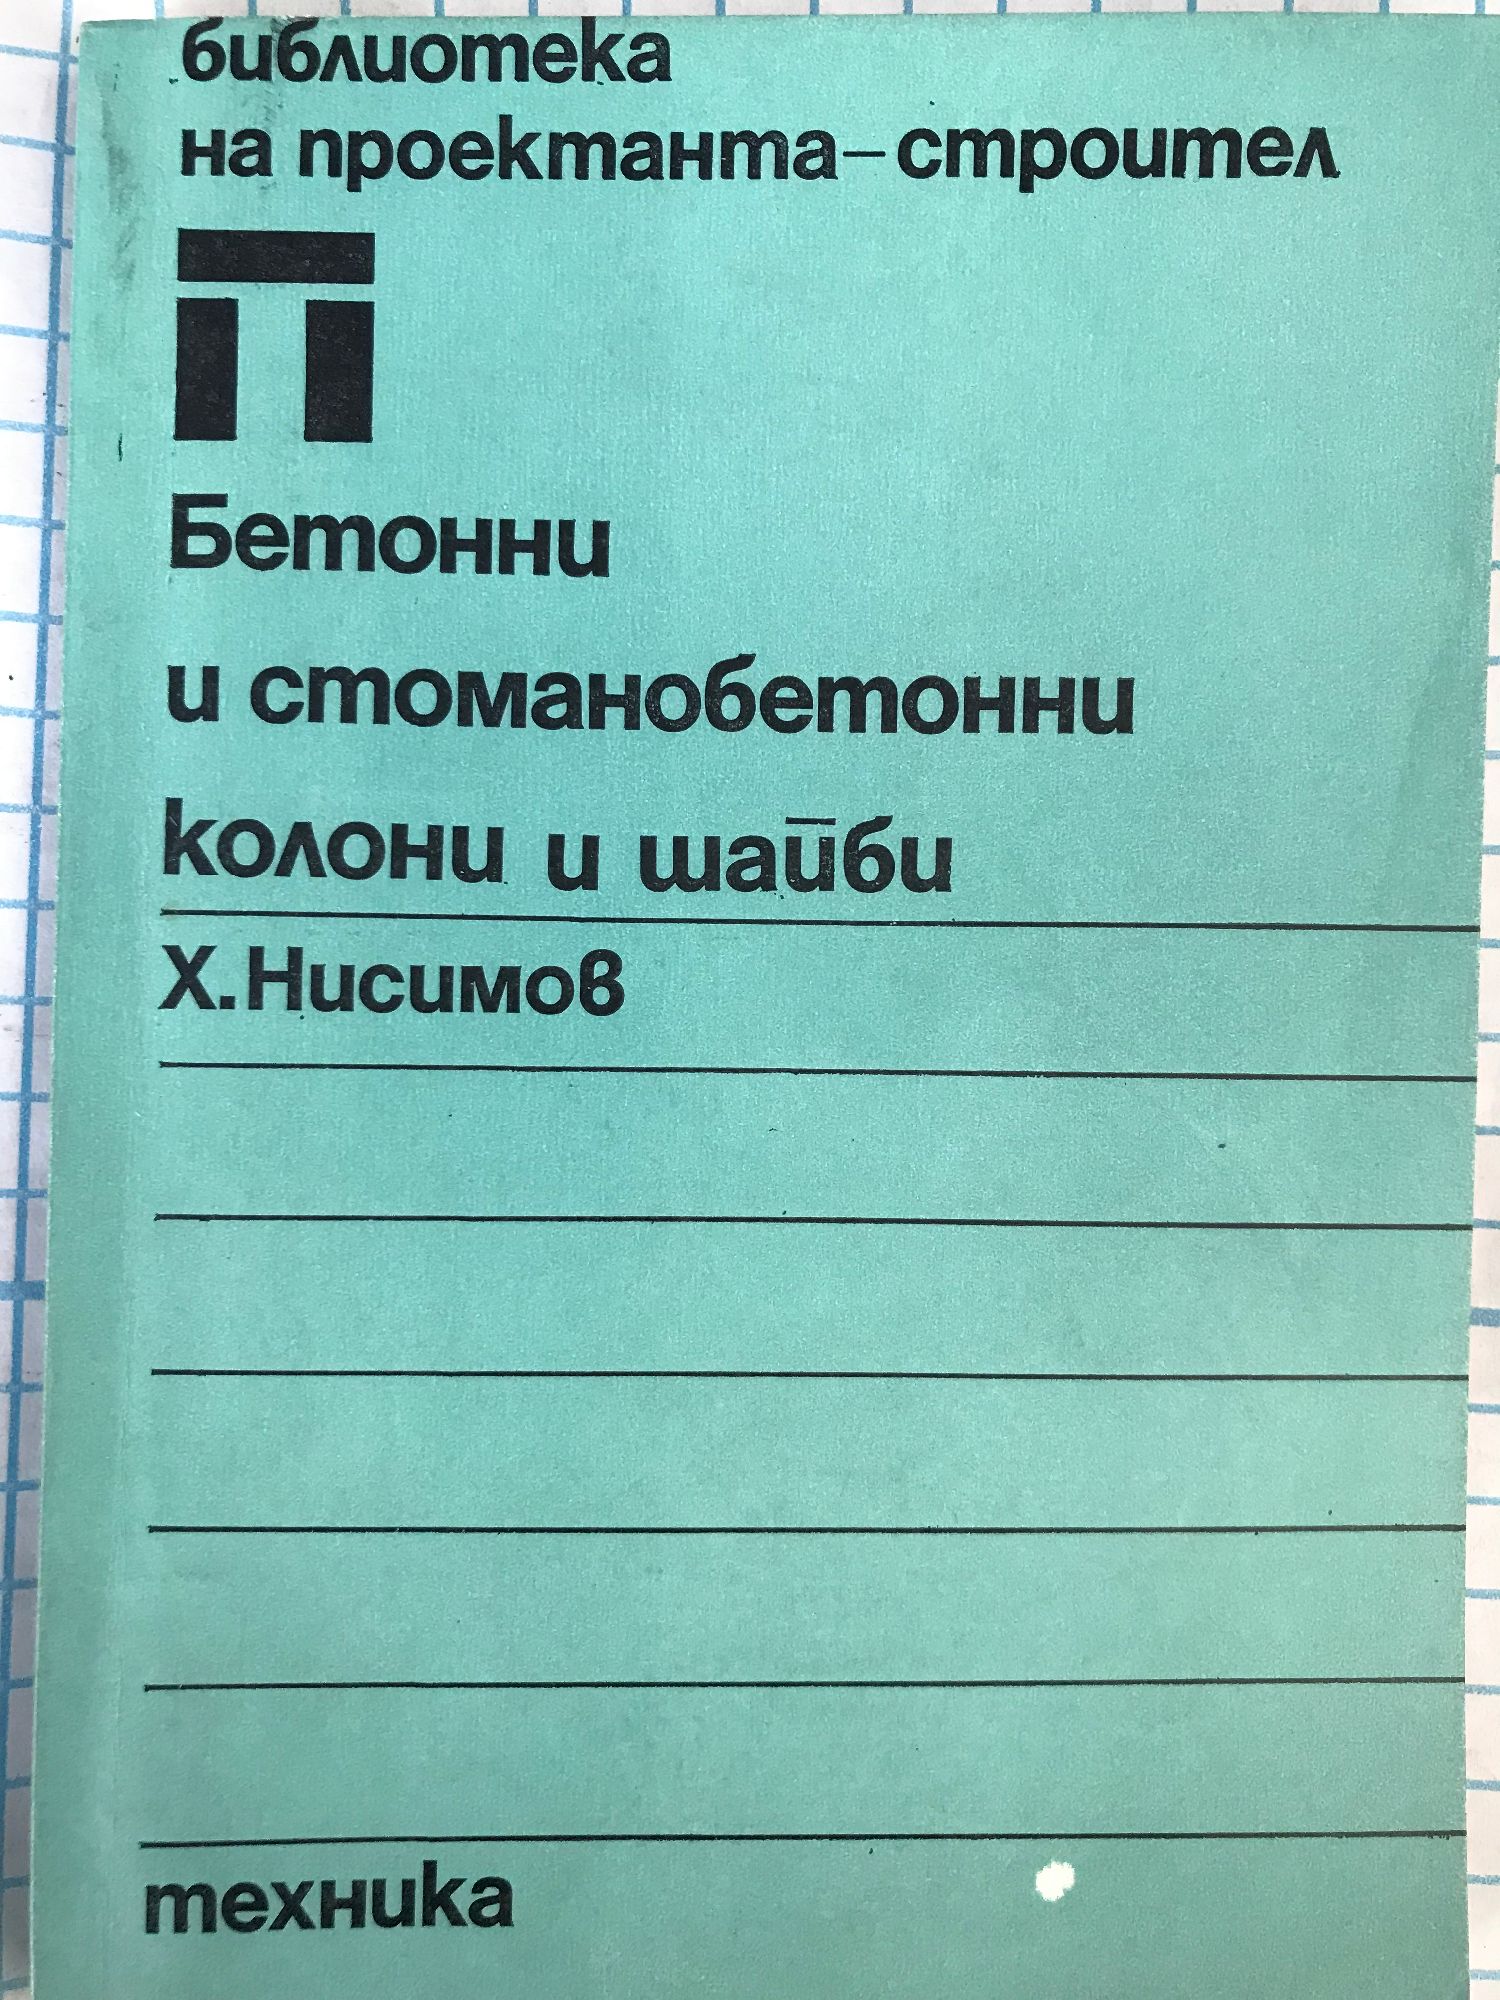 библиотека
на проектанта – строител
П
Бетонни
и стоманобетонни
колони и шайби
Х. Нисимов
техника